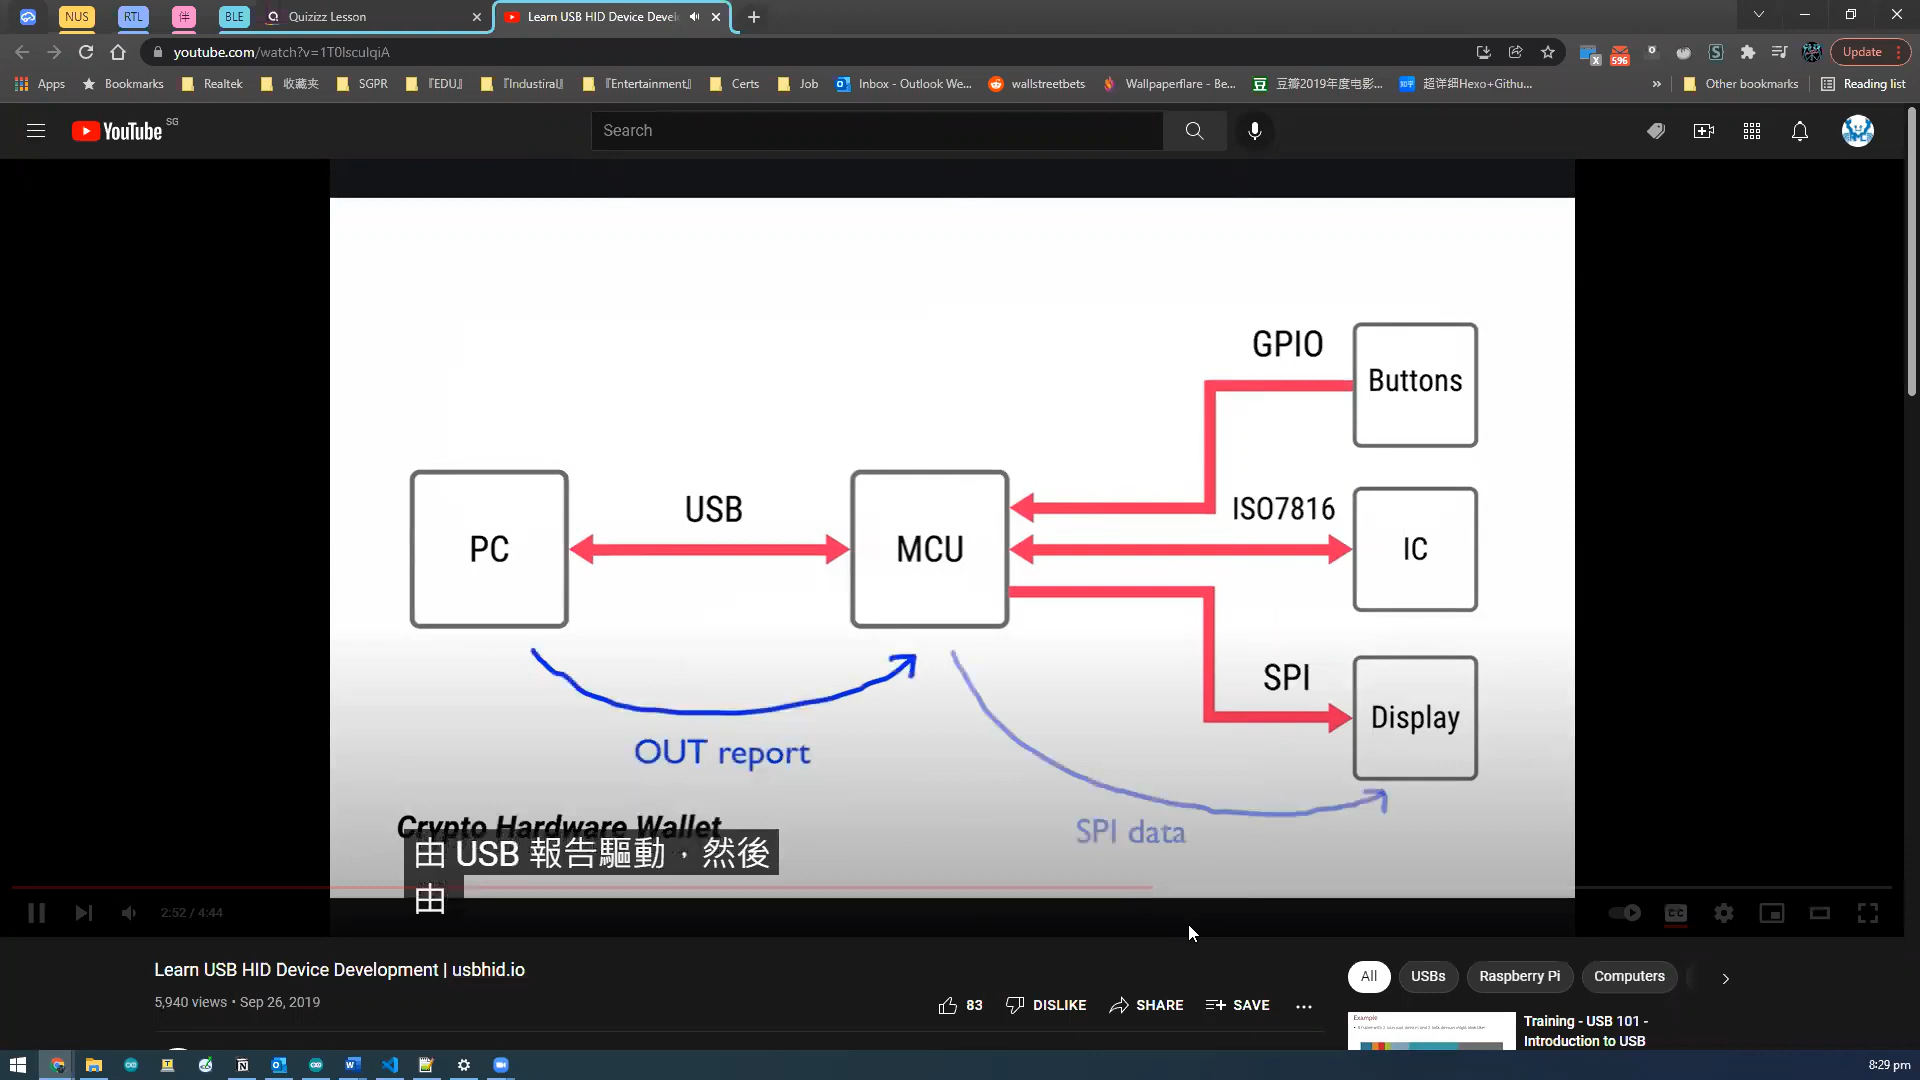 NUS
RTL
伴
BLE
Quizizz Lesson
Learn USB HID Device Devel
youtube.com/watch?v=1T0IsculqiA
596
Update
Apps
Bookmarks
Realtek
收藏夹
SGPR
『EDU』
『Industiral』
『Entertainment』
Certs
Job
Inbox - Outlook We...
wallstreetbets
Wallpaperflare - Be...
豆瓣2019年度电影...
超详细Hexo+Githu...
»
Other bookmarks
Reading list
YouTube SG
Search
GPIO
Buttons
PC
USB
MCU
ISO7816
IC
SPI
Display
OUT report
SPI data
Crypto Hardware Wallet
由 USB 報告驅動，然後
由
2:52 / 4:44
Learn USB HID Device Development | usbhid.io
5,940 views • Sep 26, 2019
83
DISLIKE
SHARE
SAVE
All
USBs
Raspberry Pi
Computers
Example
Training - USB 101 -
Introduction to USB
8:29 pm